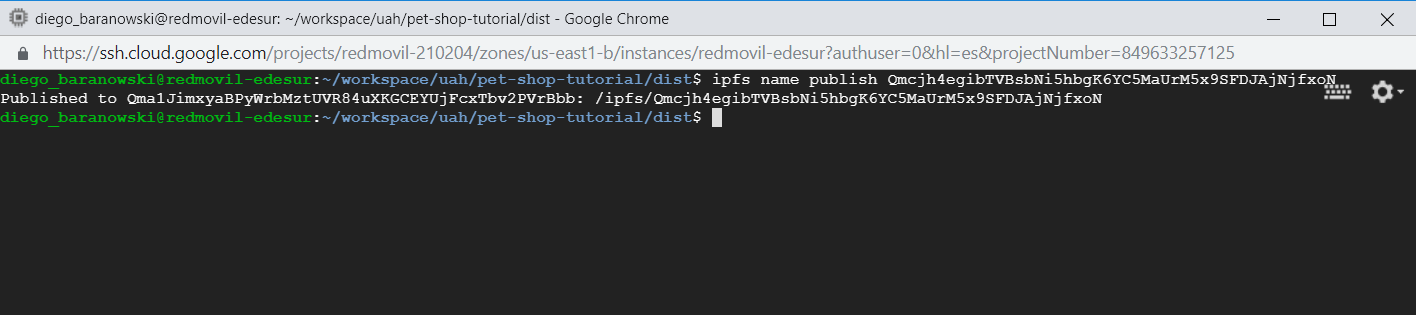 diego_baranowski@redmovil-edesur: ~/workspace/uah/pet-shop-tutorial/dist - Google Chrome
https://ssh.cloud.google.com/projects/redmovil-210204/zones/us-east1-b/instances/redmovil-edesur?authuser=0&hl=es&projectNumber=849633257125
diego_baranowski@redmovil-edesur:~/workspace/uah/pet-shop-tutorial/dist$ ipfs name publish Qmcjh4egibTVBsbNi5hbgK6YC5MaUrM5x9SFDJAjNjfxoN
Published to Qma1JimxyaBPyWrbMztUVR84uXKGCEYUjFcxTbv2PVrBbb: /ipfs/Qmcjh4egibTVBsbNi5hbgK6YC5MaUrM5x9SFDJAjNjfxoN
diego_baranowski@redmovil-edesur:~/workspace/uah/pet-shop-tutorial/dist$